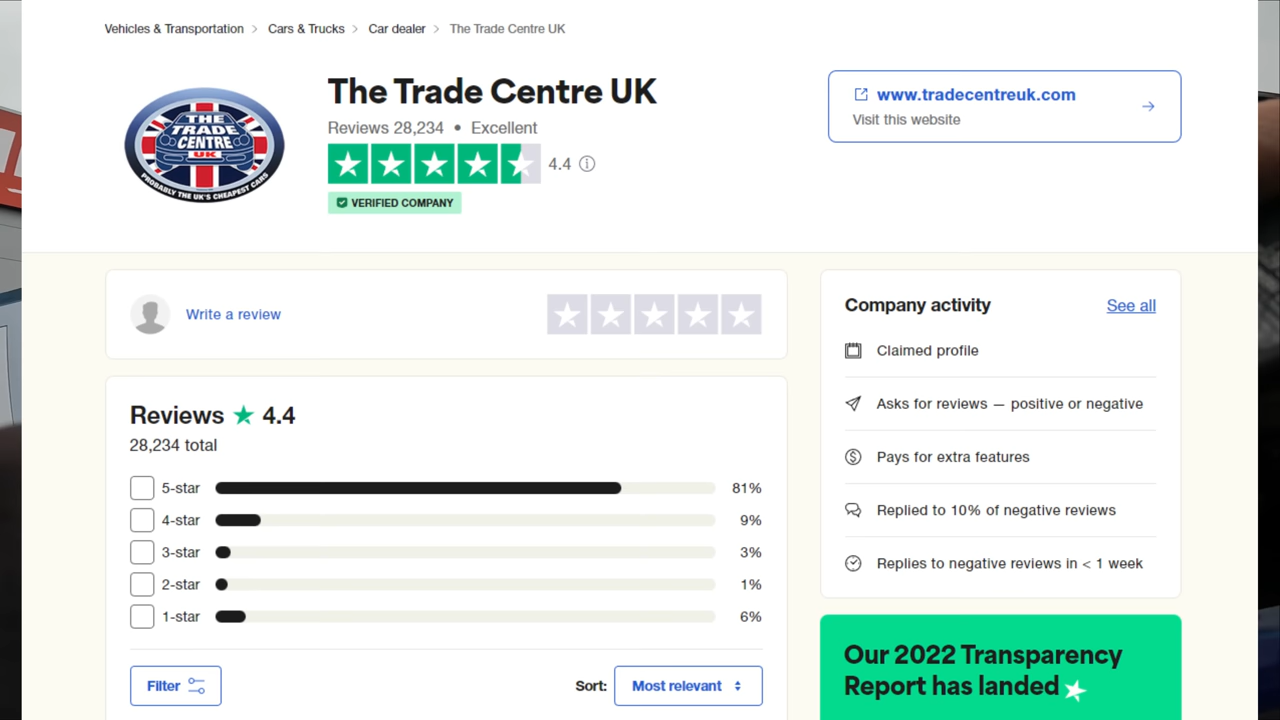 Vehicles & Transportation > Cars & Trucks > Car dealer > The Trade Centre UK
THE
TRADE
CENTRE
UK
PROBABLY THE UK'S CHEAPEST CARS
The Trade Centre UK
Reviews 28,234 • Excellent
4.4
VERIFIED COMPANY
www.tradecentreuk.com
Visit this website
Write a review
Reviews 4.4
28,234 total
5-star 81%
4-star 9%
3-star 3%
2-star 1%
1-star 6%
Filter
Sort: Most relevant
Company activity See all
Claimed profile
Asks for reviews — positive or negative
Pays for extra features
Replied to 10% of negative reviews
Replies to negative reviews in < 1 week
Our 2022 Transparency
Report has landed